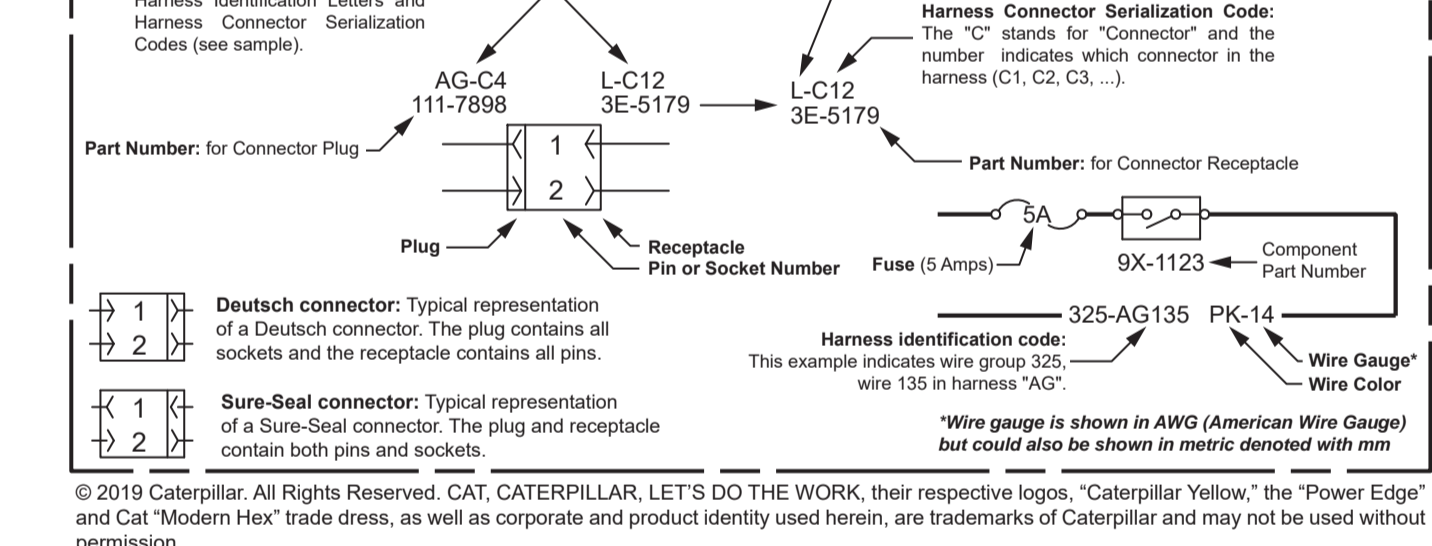 Harness Identification Letters and
Harness Connector Serialization
Codes (see sample).
Harness Connector Serialization Code:
The "C" stands for "Connector" and the
number indicates which connector in the
harness (C1, C2, C3, ...).
AG-C4
111-7898
L-C12
3E-5179
L-C12
3E-5179
Part Number: for Connector Plug
1
2
Part Number: for Connector Receptacle
Plug
Receptacle
Pin or Socket Number
5A
Fuse (5 Amps)
9X-1123
Component
Part Number
1
2
Deutsch connector: Typical representation
of a Deutsch connector. The plug contains all
sockets and the receptacle contains all pins.
325-AG135 PK-14
Harness identification code:
This example indicates wire group 325,
wire 135 in harness "AG".
Wire Gauge*
Wire Color
1
2
Sure-Seal connector: Typical representation
of a Sure-Seal connector. The plug and receptacle
contain both pins and sockets.
*Wire gauge is shown in AWG (American Wire Gauge)
but could also be shown in metric denoted with mm
© 2019 Caterpillar. All Rights Reserved. CAT, CATERPILLAR, LET’S DO THE WORK, their respective logos, “Caterpillar Yellow,” the “Power Edge”
and Cat “Modern Hex” trade dress, as well as corporate and product identity used herein, are trademarks of Caterpillar and may not be used without
permission